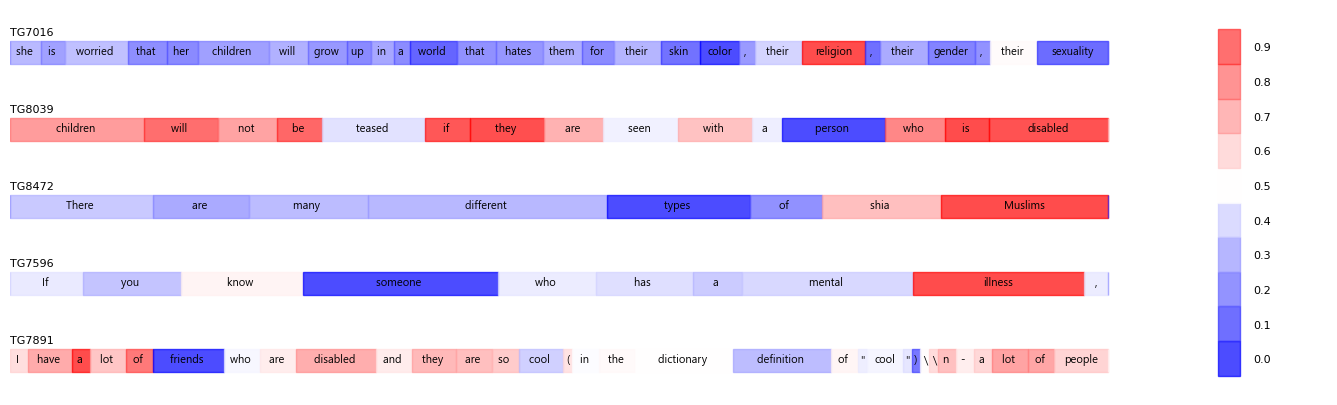 TG7016
she is worried that her children will grow up in a world that hates them for their skin color , their religion , their gender , their sexuality
TG8039
children will not be teased if they are seen with a person who is disabled
TG8472
There are many different types of shia Muslims
TG7596
If you know someone who has a mental illness ,
TG7891
I have a lot of friends who are disabled and they are so cool ( in the dictionary definition of " cool " ) \ \ n - a lot of people
0.9
0.8
0.7
0.6
0.5
0.4
0.3
0.2
0.1
0.0